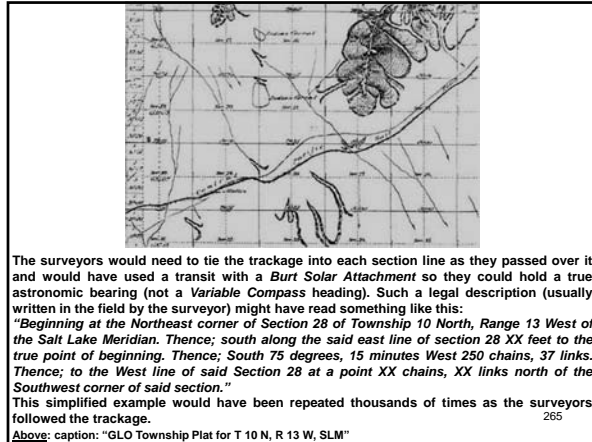 The surveyors would need to tie the trackage into each section line as they passed over it
and would have used a transit with a Burt Solar Attachment so they could hold a true
astronomic bearing (not a Variable Compass heading). Such a legal description (usually
written in the field by the surveyor) might have read something like this:
“Beginning at the Northeast corner of Section 28 of Township 10 North, Range 13 West of
the Salt Lake Meridian. Thence; south along the said east line of section 28 XX feet to the
true point of beginning. Thence; South 75 degrees, 15 minutes West 250 chains, 37 links.
Thence; to the West line of said Section 28 at a point XX chains, XX links north of the
Southwest corner of said section.”
This simplified example would have been repeated thousands of times as the surveyors
followed the trackage.
265
Above: caption: “GLO Township Plat for T 10 N, R 13 W, SLM”